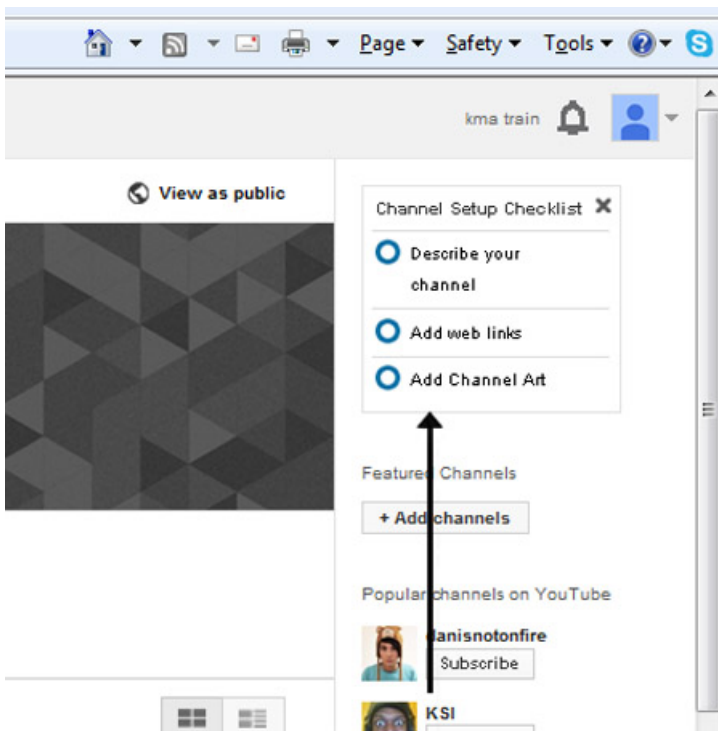 Page Safety Tools
kma train
View as public
Channel Setup Checklist
Describe your
channel
Add web links
Add Channel Art
Featured Channels
+ Add channels
Popular channels on YouTube
danisnotonfire
Subscribe
KSI